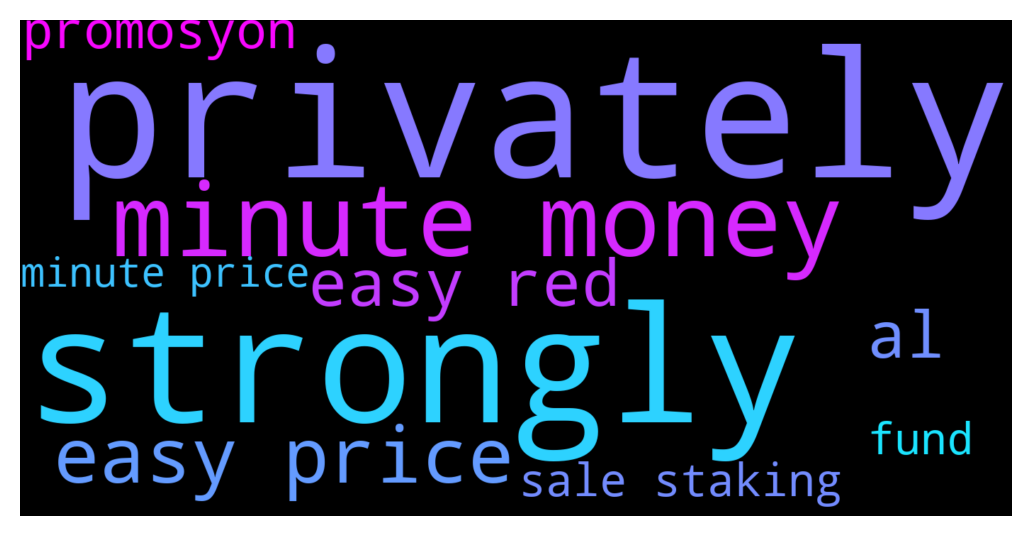 promosyon
privately
minute money
minute price
easy red
strongly
al
easy price
fund
sale staking